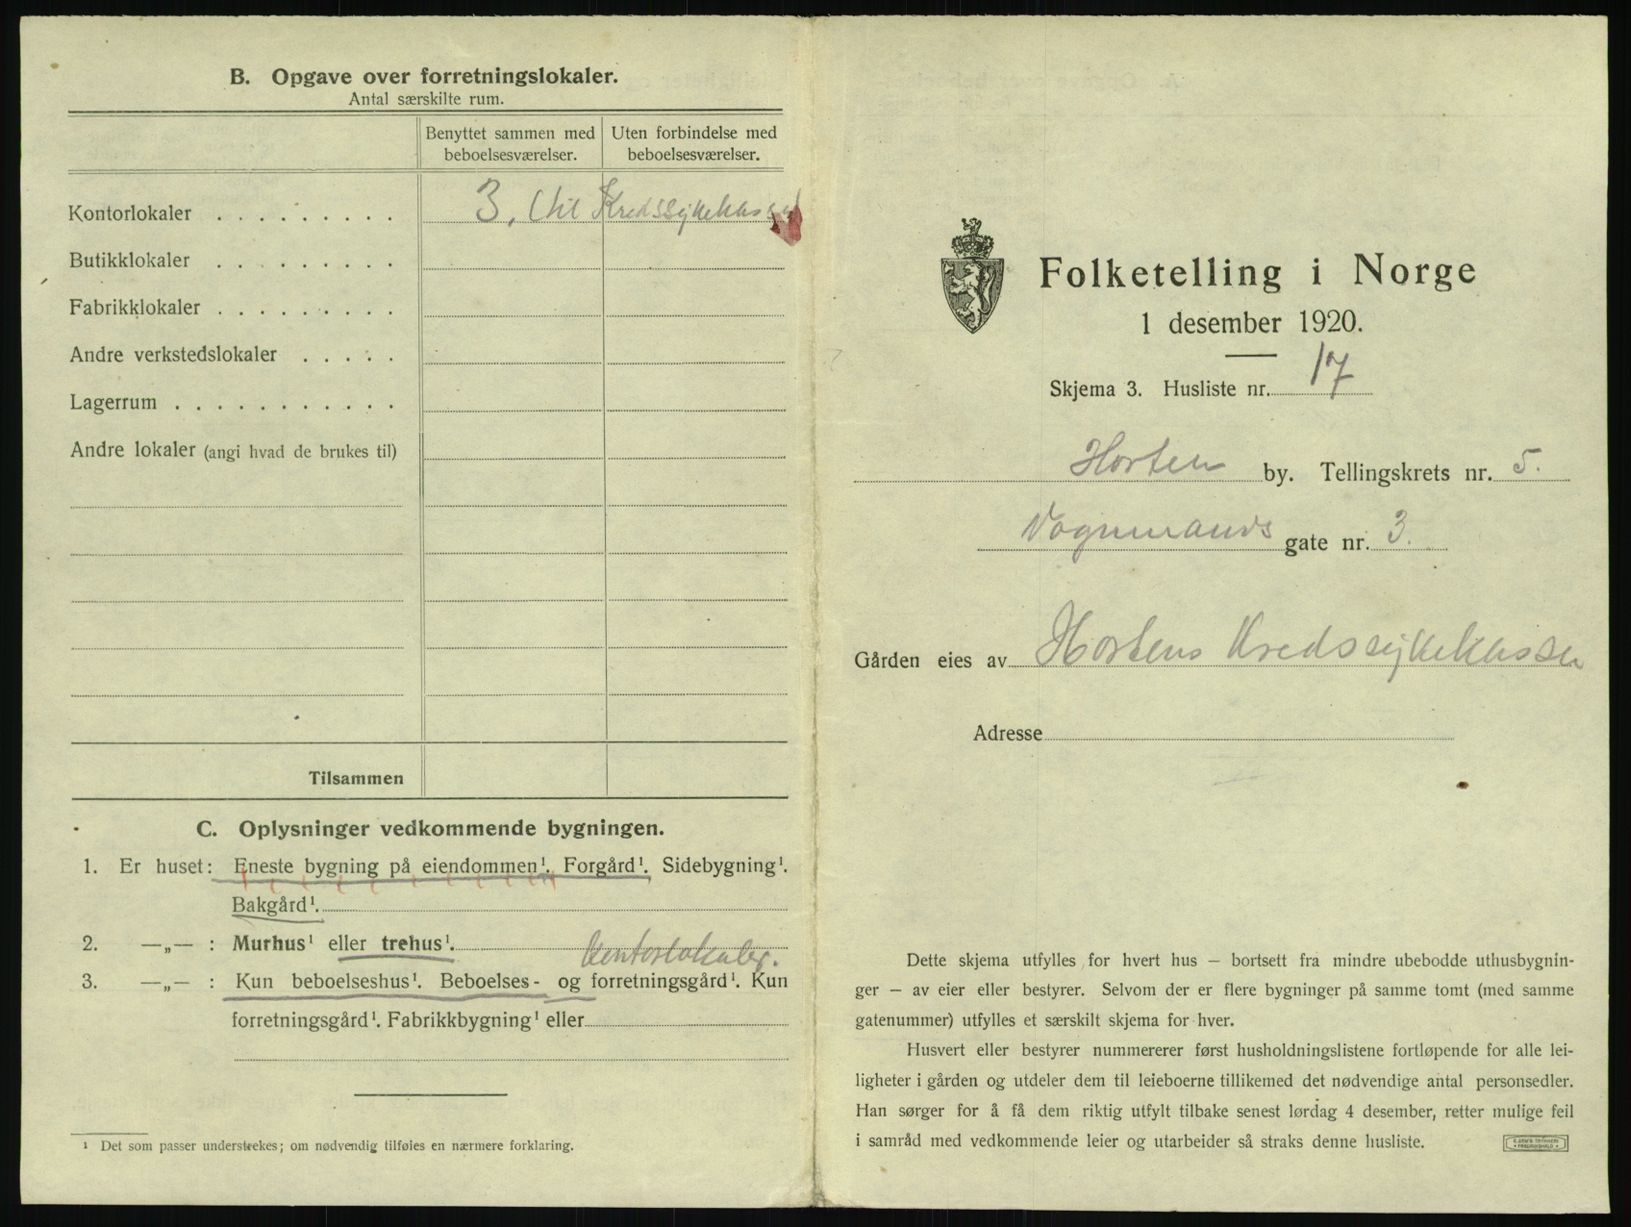 B. Opgave over forretningslokaler.
Antal særskilte rum.
Benyttet sammen med beboelsesværelser.
Uten forbindelse med beboelsesværelser.
Kontorlokaler . . . . . . . . . 3. (til Kredssykekassen
Butikklokaler . . . . . . . . .
Fabrikklokaler . . . . . . . . .
Andre verkstedslokaler . . . . .
Lagerrum . . . . . . . . . . .
Andre lokaler (angi hvad de brukes til)
Tilsammen
C. Oplysninger vedkommende bygningen.
1. Er huset: Eneste bygning på eiendommen¹. Forgård¹. Sidebygning¹.
Bakgård¹.
2. —„— : Murhus¹ eller trehus¹.
Kontorlokaler.
3. —„— : Kun beboelseshus¹. Beboelses- og forretningsgård¹. Kun
forretningsgård¹. Fabrikkbygning¹ eller
¹ Det som passer understrekes; om nødvendig tilføies en nærmere forklaring.
Folketelling i Norge
1 desember 1920.
Skjema 3. Husliste nr. 17
Horten by. Tellingskrets nr. 5.
Vognmands gate nr. 3.
Gården eies av Hortens Kredssykekassen
Adresse
Dette skjema utfylles for hvert hus – bortsett fra mindre ubebodde uthusbygnin-
ger – av eier eller bestyrer. Selvom der er flere bygninger på samme tomt (med samme
gatenummer) utfylles et særskilt skjema for hver.
Husvert eller bestyrer nummererer først husholdningslistene fortløpende for alle lei-
ligheter i gården og utdeler dem til leieboerne tillikemed det nødvendige antal personsedler.
Han sørger for å få dem riktig utfylt tilbake senest lørdag 4 desember, retter mulige feil
i samråd med vedkommende leier og utarbeider så straks denne husliste.